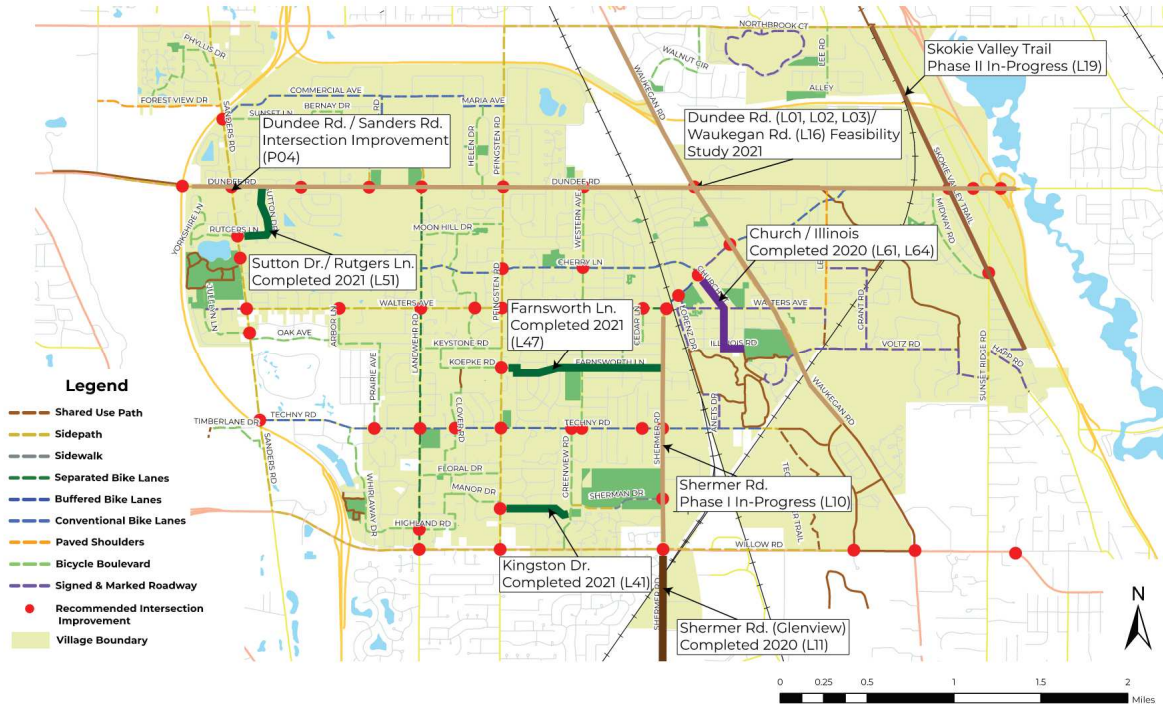 NORTHBROOK CT
PHYLLIS DR
WALNUT CIR
LEE RD
Skokie Valley Trail
Phase II In-Progress (L19)
WAUKEGAN RD
COMMERCIAL AVE
ALLEY
FOREST VIEW DR
BERNAY DR
RD
MARIA AVE
SUNSET LN
SANDERS RD
Dundee Rd. / Sanders Rd.
Intersection Improvement
(P04)
HELEN DR
PFINGSTEN RD
Dundee Rd. (L01, L02, L03)/
Waukegan Rd. (L16) Feasibility
Study 2021
SKOKIE VALLEY TRAIL
DUNDEE RD
DUNDEE RD
SUTTON DR
YORKSHIRE LN
WESTERN AVE
MIDWAY RD
RUTGERS LN
MOON HILL DR
Church / Illinois
Completed 2020 (L61, L64)
Sutton Dr./ Rutgers Ln.
Completed 2021 (L51)
CHERRY LN
CHURCH
PFINGSTEN RD
Farnsworth Ln.
Completed 2021
(L47)
WALTERS AVE
WALTERS AVE
CEDAR LN
LORENZ DR
GRANT RD
OAK AVE
ARBOR LN
LANDWEHR RD
KEYSTONE RD
ILLINOIS RD
VOLTZ RD
SUNSET RIDGE RD
HAPP RD
KOEPKE RD
FARNSWORTH LN
PRAIRIE AVE
WAUKEGAN RD
Legend
Shared Use Path
Sidepath
Sidewalk
Separated Bike Lanes
Buffered Bike Lanes
Conventional Bike Lanes
Paved Shoulders
Bicycle Boulevard
Signed & Marked Roadway
Recommended Intersection
Improvement
Village Boundary
TIMBERLANE DR
TECHNY RD
CLOVER RD
TECHNY RD
SHERMER RD
SANDERS RD
FLORAL DR
GREENVIEW RD
WHIRLAWAY DR
MANOR DR
SHERMAN DR
Shermer Rd.
Phase I In-Progress (L10)
TRAIL
HIGHLAND RD
WILLOW RD
Kingston Dr.
Completed 2021 (L41)
SHERMER RD
Shermer Rd. (Glenview)
Completed 2020 (L11)
N
0 0.25 0.5 1 1.5 2
Miles